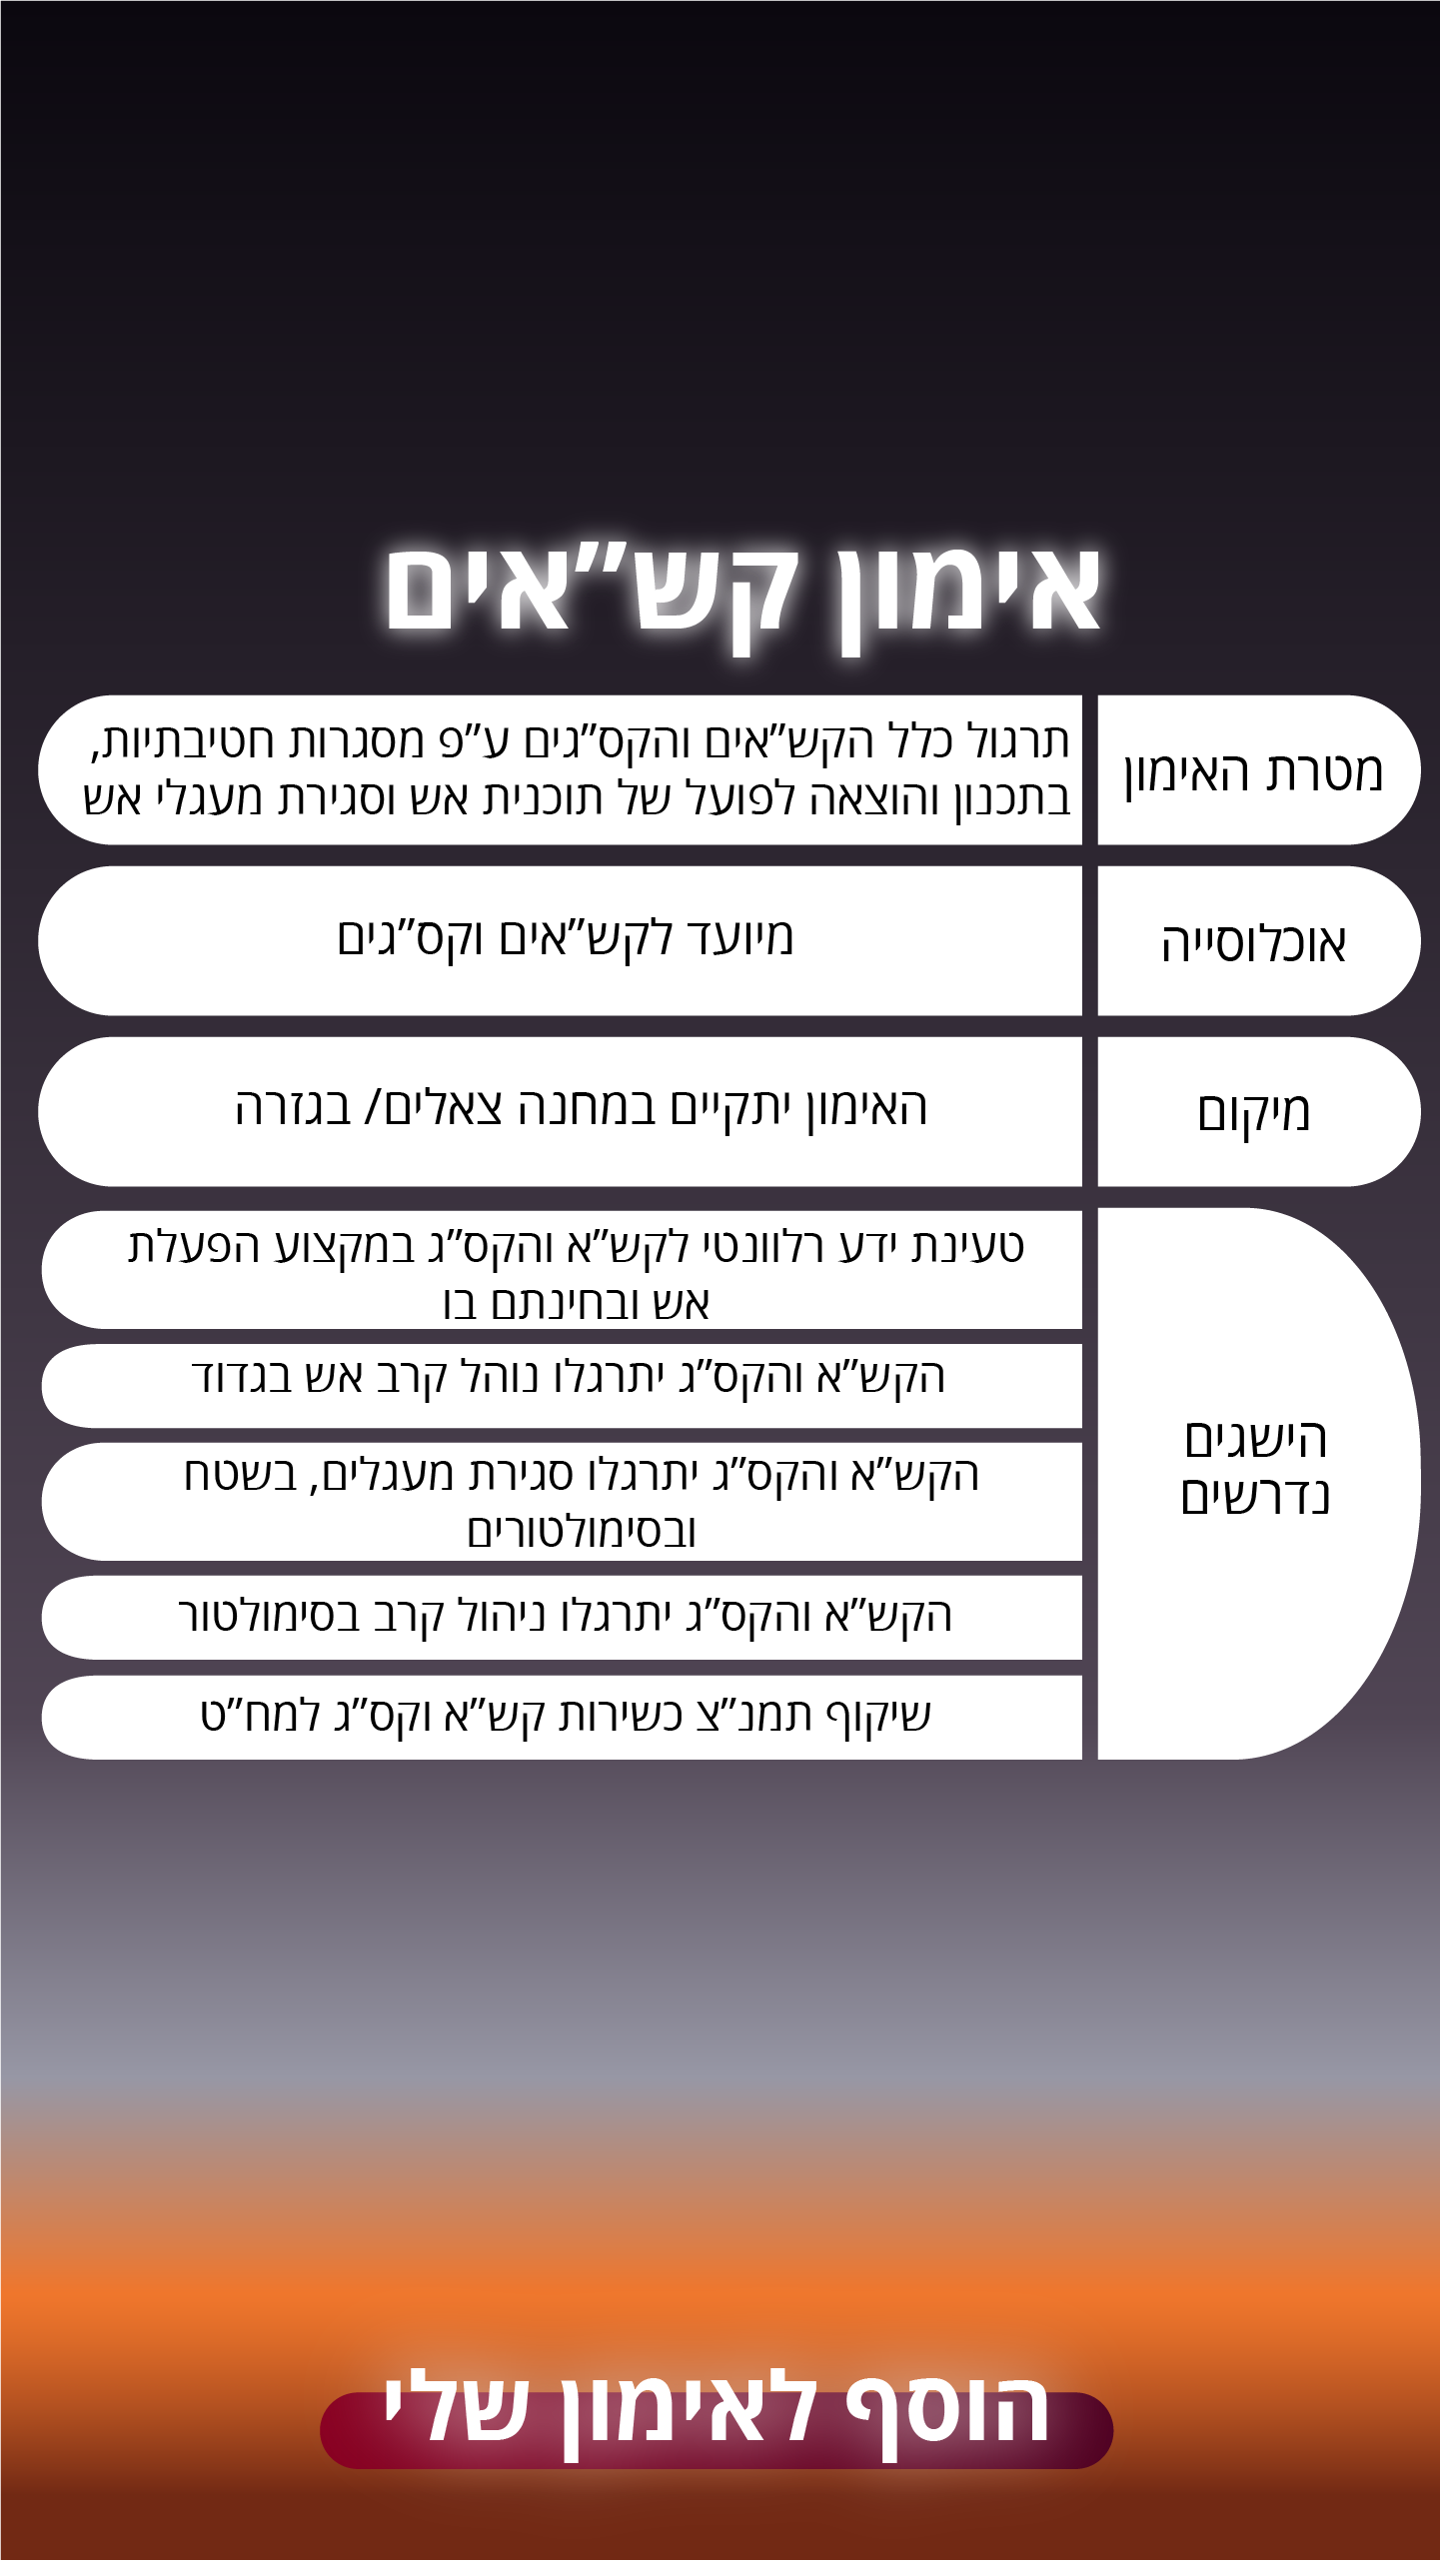 אימון קש״אים
מטרת האימון
תרגול כלל הקש״אים והקס״גים ע״פ מסגרות חטיבתיות,
בתכנון והוצאה לפועל של תוכנית אש וסגירת מעגלי אש
אוכלוסייה
מיועד לקש״אים וקס״גים
מיקום
האימון יתקיים במחנה צאלים/ בגזרה
הישגים
נדרשים
טעינת ידע רלוונטי לקש״א והקס״ג במקצוע הפעלת
אש ובחינתם בו
הקש״א והקס״ג יתרגלו נוהל קרב אש בגדוד
הקש״א והקס״ג יתרגלו סגירת מעגלים, בשטח
ובסימולטורים
הקש״א והקס״ג יתרגלו ניהול קרב בסימולטור
שיקוף תמנ״צ כשירות קש״א וקס״ג למח״ט
הוסף לאימון שלי